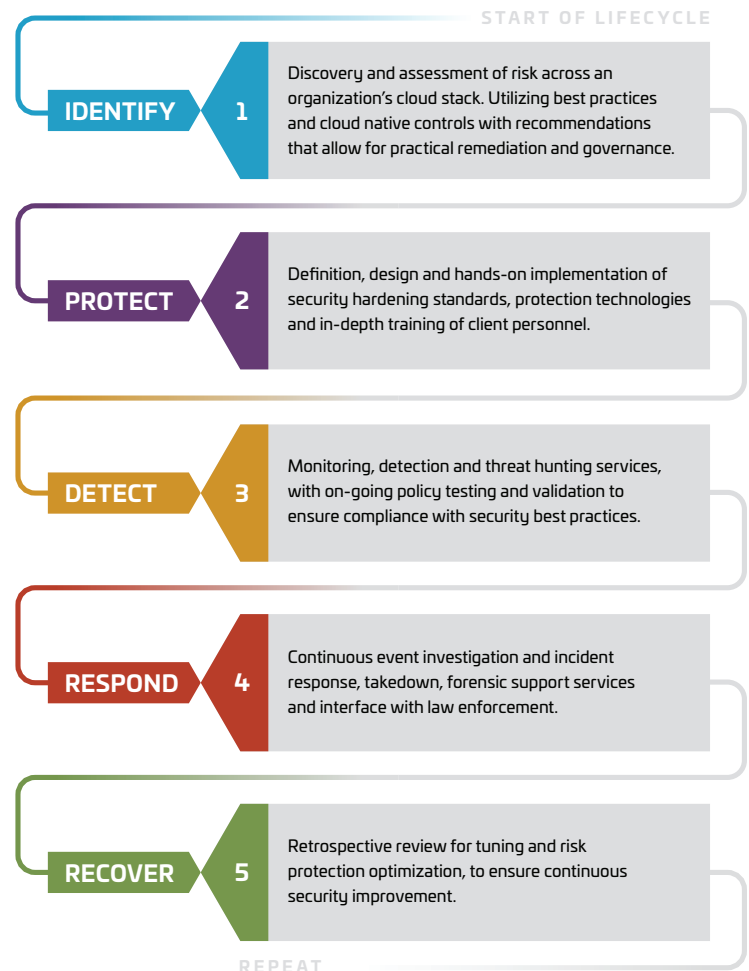 START OF LIFECYCLE
IDENTIFY
1
Discovery and assessment of risk across an
organization's cloud stack. Utilizing best practices
and cloud native controls with recommendations
that allow for practical remediation and governance.
PROTECT
2
Definition, design and hands-on implementation of
security hardening standards, protection technologies
and in-depth training of client personnel.
DETECT
3
Monitoring, detection and threat hunting services,
with on-going policy testing and validation to
ensure compliance with security best practices.
RESPOND
4
Continuous event investigation and incident
response, takedown, forensic support services
and interface with law enforcement.
RECOVER
5
Retrospective review for tuning and risk
protection optimization, to ensure continuous
security improvement.
REPEAT